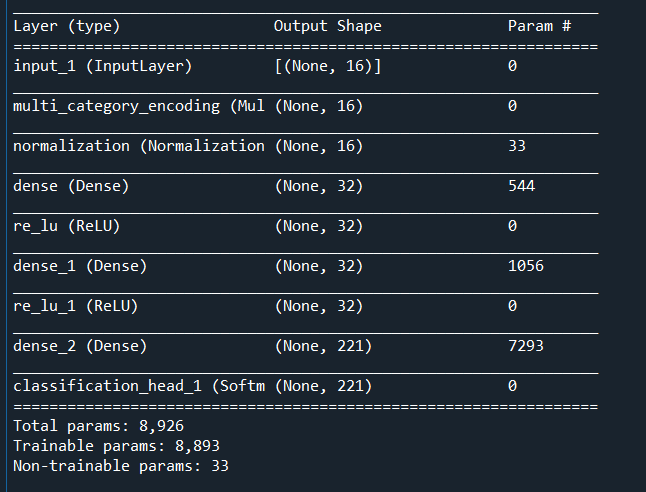 Layer (type) Output Shape Param #
=================================================================
input_1 (InputLayer) [(None, 16)] 0
multi_category_encoding (Mul (None, 16) 0
normalization (Normalization (None, 16) 33
dense (Dense) (None, 32) 544
re_lu (ReLU) (None, 32) 0
dense_1 (Dense) (None, 32) 1056
re_lu_1 (ReLU) (None, 32) 0
dense_2 (Dense) (None, 221) 7293
classification_head_1 (Softm (None, 221) 0
=================================================================
Total params: 8,926
Trainable params: 8,893
Non-trainable params: 33